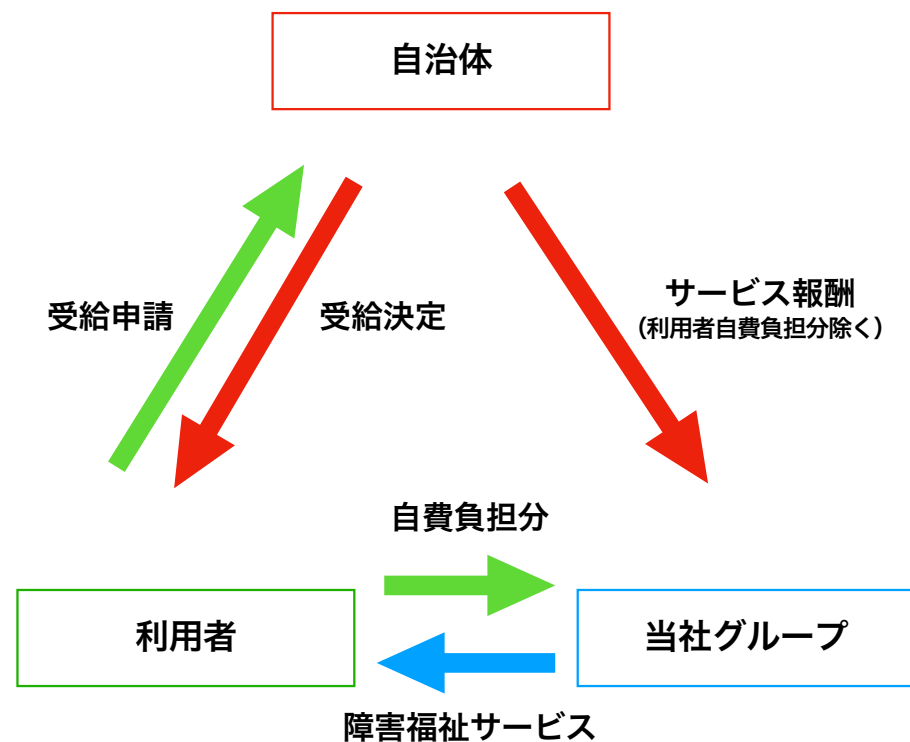 自治体
受給申請
受給決定
サービス報酬
(利用者自費負担分除く)
自費負担分
利用者
当社グループ
障害福祉サービス